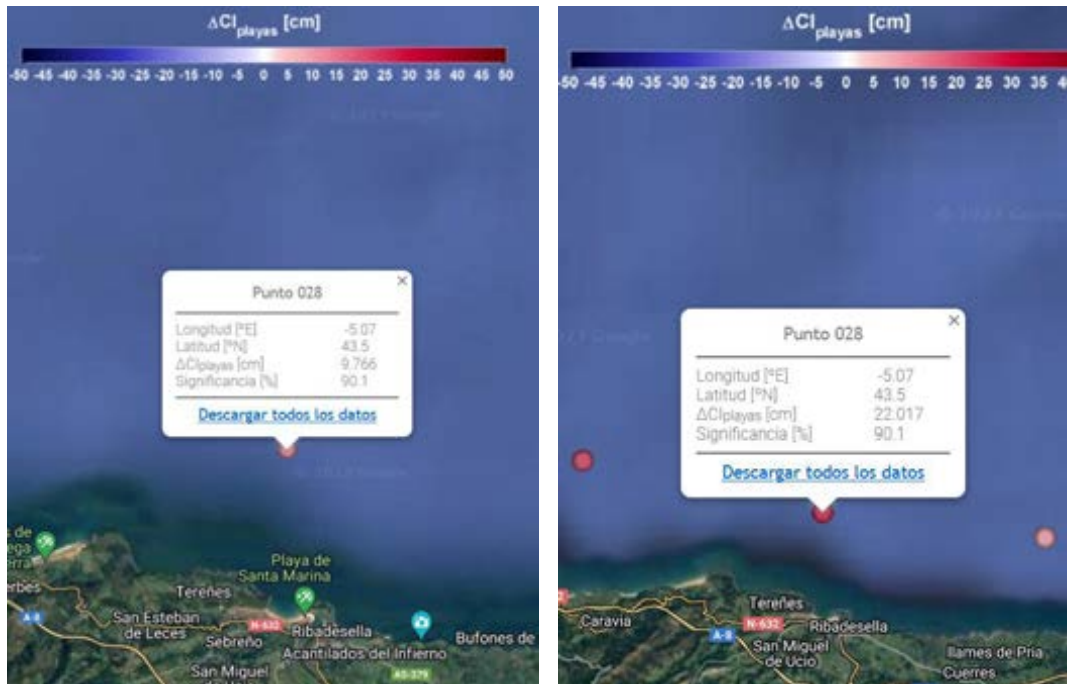 ΔCIplayas [cm]
-50 -45 -40 -35 -30 -25 -20 -15 -10 -5 0 5 10 15 20 25 30 35 40 45 50
Punto 028
×
Longitud [ºE] -5.07
Latitud [ºN] 43.5
ΔCIplayas [cm] 9.766
Significancia [%] 90.1
Descargar todos los datos
Playa de
Santa Marina
Tereñes
A-8
San Esteban
de Leces
N-632
Sebreño
Ribadesella
Acantilados del Infierno
Bufones de
San Miguel
AS-379
ΔCIplayas [cm]
-50 -45 -40 -35 -30 -25 -20 -15 -10 -5 0 5 10 15 20 25 30 35
Punto 028
×
Longitud [ºE] -5.07
Latitud [ºN] 43.5
ΔCIplayas [cm] 22.017
Significancia [%] 90.1
Descargar todos los datos
Tereñes
Caravia
N-632
Ribadesella
A-8
San Miguel
de Ucio
Illames de Pria
Cuerres